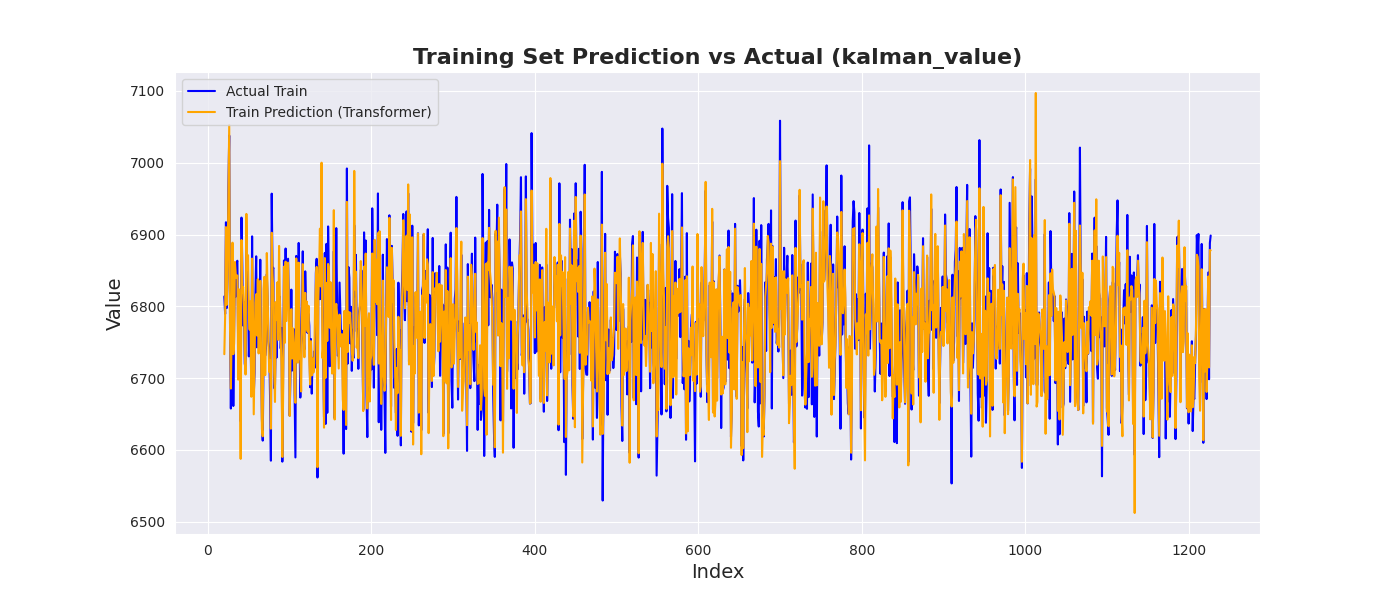 Training Set Prediction vs Actual (kalman_value)
Actual Train
Train Prediction (Transformer)
7100
7000
6900
6800
6700
6600
6500
Value
0 200 400 600 800 1000 1200
Index